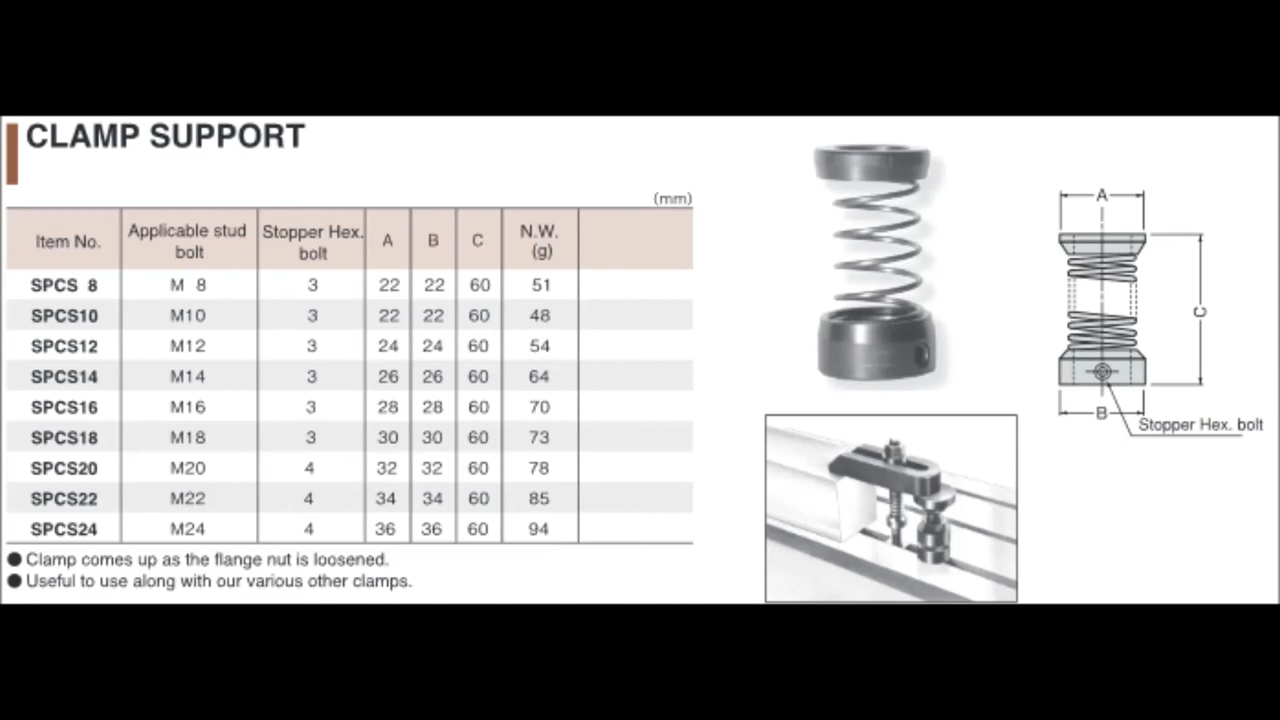 CLAMP SUPPORT
(mm)
Item No. Applicable stud bolt Stopper Hex. bolt A B C N.W. (g)
SPCS 8 M 8 3 22 22 60 51
SPCS10 M10 3 22 22 60 48
SPCS12 M12 3 24 24 60 54
SPCS14 M14 3 26 26 60 64
SPCS16 M16 3 28 28 60 70
SPCS18 M18 3 30 30 60 73
SPCS20 M20 4 32 32 60 78
SPCS22 M22 4 34 34 60 85
SPCS24 M24 4 36 36 60 94
● Clamp comes up as the flange nut is loosened.
● Useful to use along with our various other clamps.
A
C
B
Stopper Hex. bolt